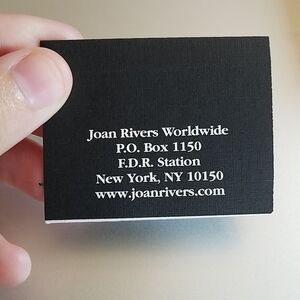 Joan Rivers Worldwide
P.O. Box 1150
F.D.R. Station
New York, NY 10150
www.joanrivers.com